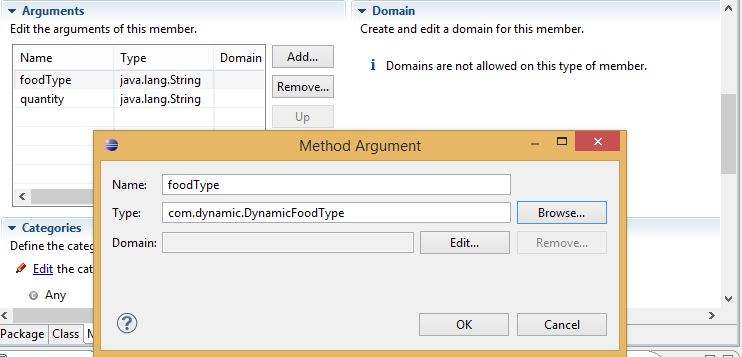 Arguments
Edit the arguments of this member.
Name Type Domain
foodType java.lang.String
quantity java.lang.String
Add...
Remove...
Up
Domain
Create and edit a domain for this member.
i Domains are not allowed on this type of member.
Categories
Define the categ
Edit the cat
C Any
Package Class
Method Argument
Name: foodType
Type: com.dynamic.DynamicFoodType Browse...
Domain: Edit... Remove...
? OK Cancel